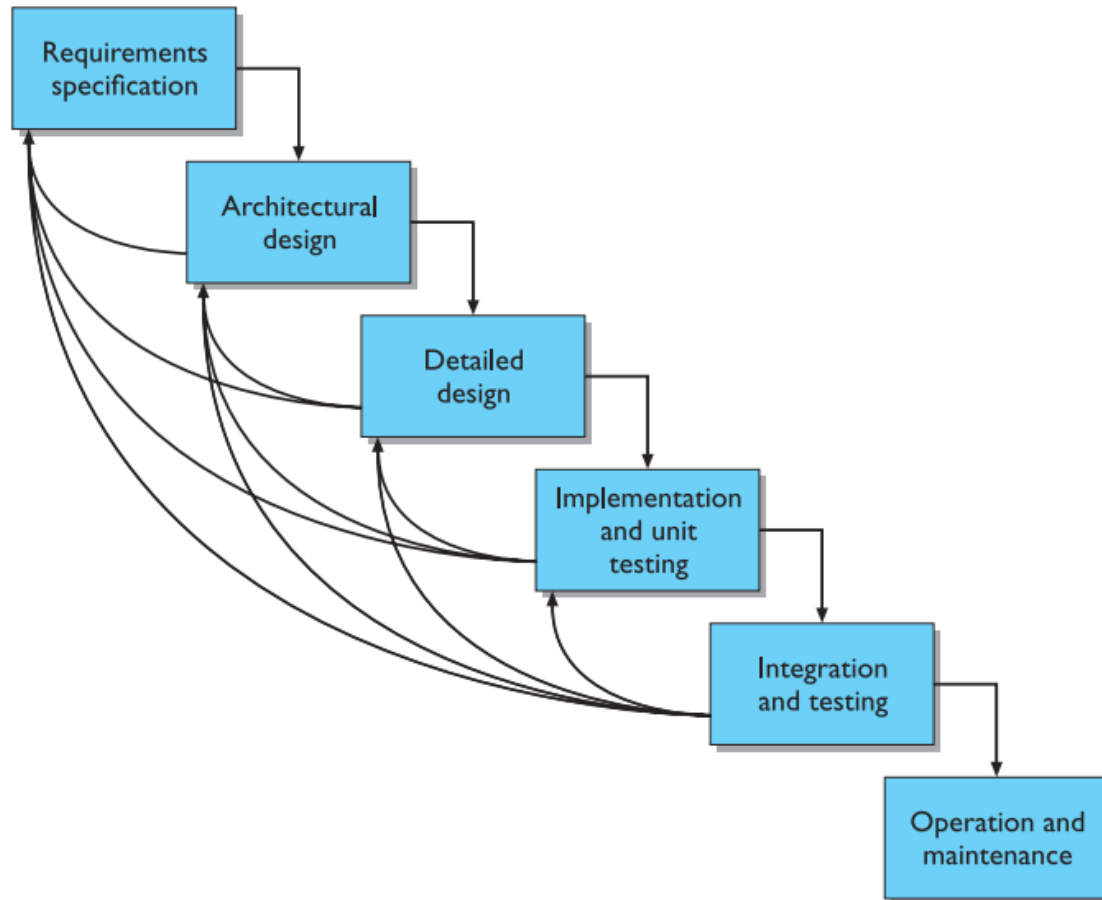 Requirements
specification
Architectural
design
Detailed
design
Implementation
and unit
testing
Integration
and testing
Operation and
maintenance